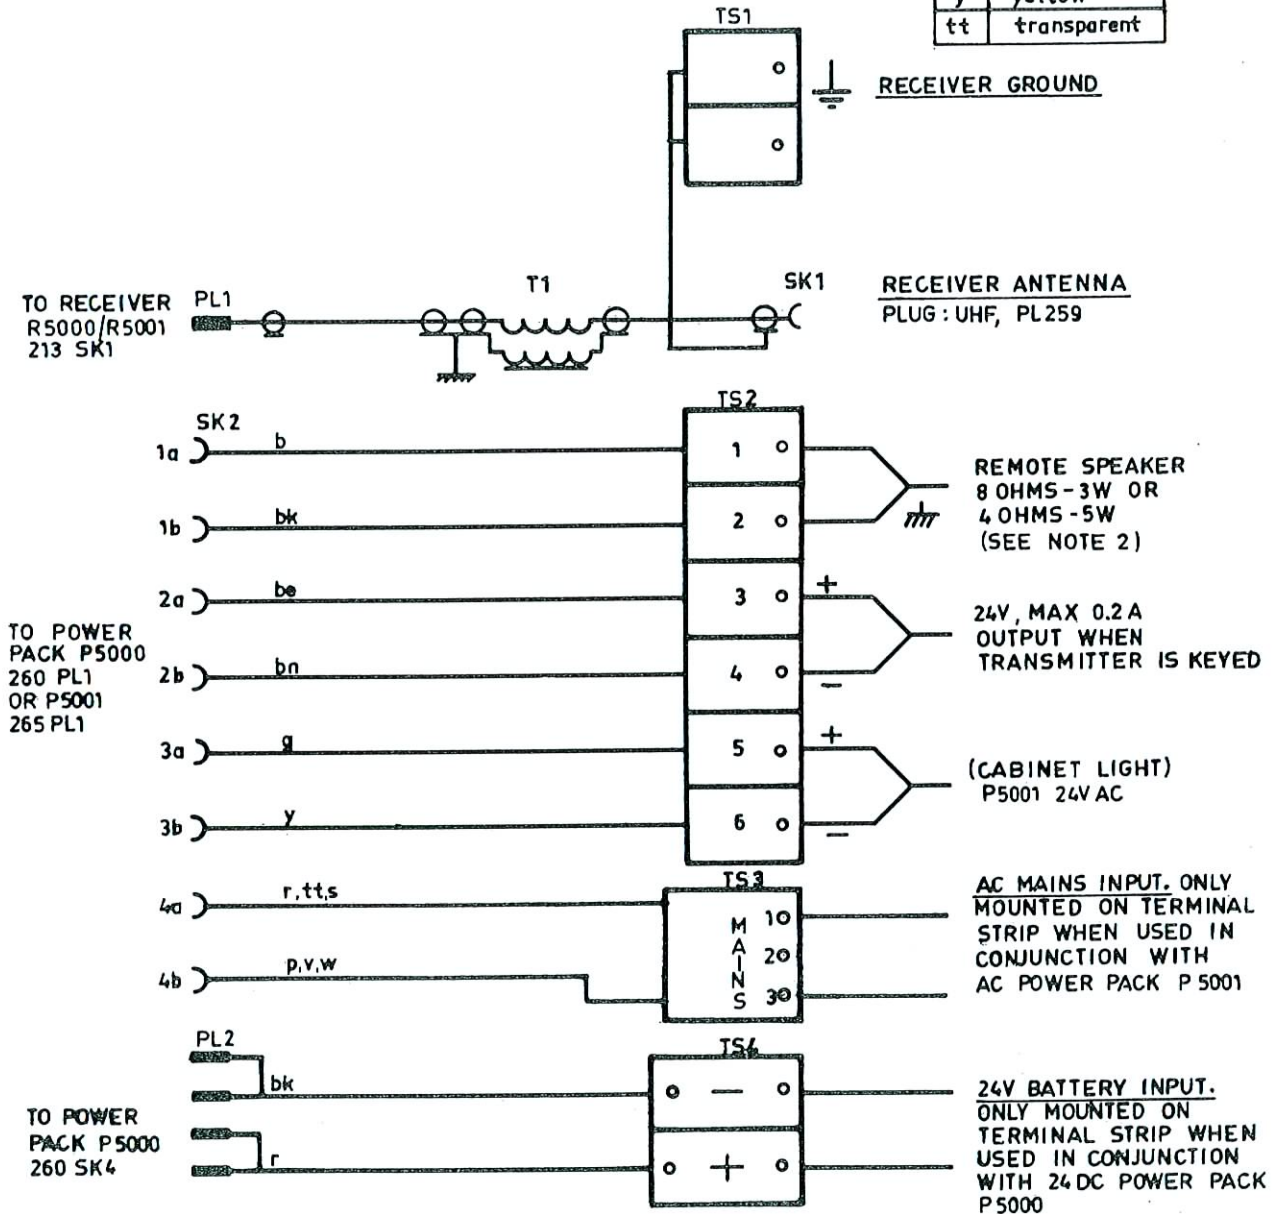 y yellow
tt transparent
TS1
RECEIVER GROUND
TO RECEIVER
R5000/R5001
213 SK1
PL1
T1
SK1
RECEIVER ANTENNA
PLUG : UHF, PL259
TS2
SK2
1a
b
1
1b
bk
2
REMOTE SPEAKER
8 OHMS - 3W OR
4 OHMS - 5W
(SEE NOTE 2)
2a
be
3
+
2b
bn
4
-
24V, MAX 0.2 A
OUTPUT WHEN
TRANSMITTER IS KEYED
TO POWER
PACK P5000
260 PL1
OR P5001
265 PL1
3a
g
5
+
3b
y
6
-
(CABINET LIGHT)
P5001 24V AC
TS3
4a
r,tt,s
4b
p,v,w
MAINS
1
2
3
AC MAINS INPUT. ONLY
MOUNTED ON TERMINAL
STRIP WHEN USED IN
CONJUNCTION WITH
AC POWER PACK P 5001
PL2
TS4
bk
-
r
+
TO POWER
PACK P5000
260 SK4
24V BATTERY INPUT.
ONLY MOUNTED ON
TERMINAL STRIP WHEN
USED IN CONJUNCTION
WITH 24 DC POWER PACK
P5000